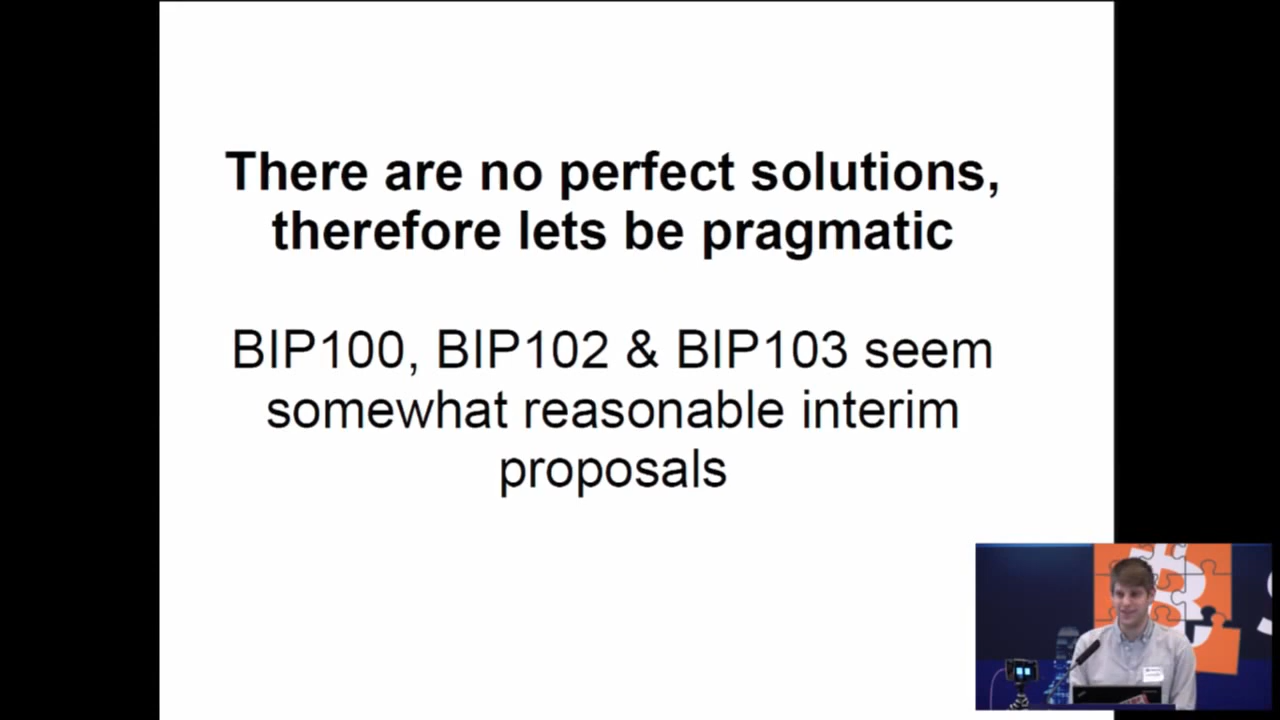 There are no perfect solutions,
therefore lets be pragmatic
BIP100, BIP102 & BIP103 seem
somewhat reasonable interim
proposals